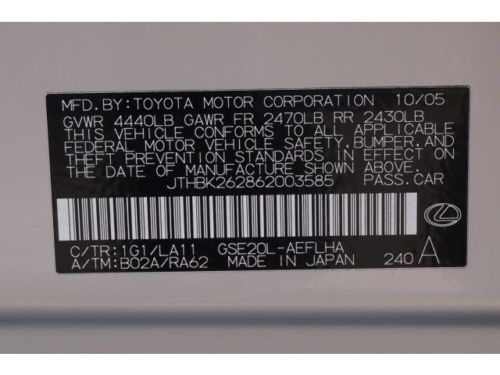 MFD.BY:TOYOTA MOTOR CORPORATION 10/05
GVWR 4440LB GAWR FR 2470LB RR 2430LB
THIS VEHICLE CONFORMS TO ALL APPLICABLE
FEDERAL MOTOR VEHICLE SAFETY, BUMPER, AND
THEFT PREVENTION STANDARDS IN EFFECT ON
THE DATE OF MANUFACTURE SHOWN ABOVE.
JTHBK262862003585 PASS.CAR
C/TR:1G1/LA11 GSE20L-AEFLHA
A/TM:B02A/RA62 MADE IN JAPAN 240 A